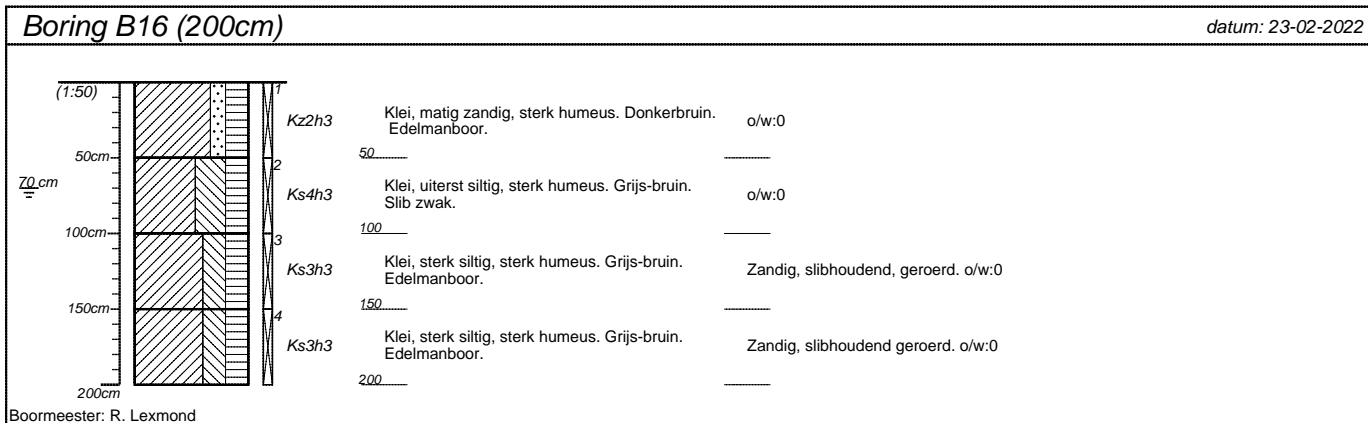 Boring B16 (200cm)
datum: 23-02-2022
(1:50)
1
Kz2h3
Klei, matig zandig, sterk humeus. Donkerbruin.
Edelmanboor.
o/w:0
50cm
50
2
70 cm
Ks4h3
Klei, uiterst siltig, sterk humeus. Grijs-bruin.
Slib zwak.
o/w:0
100cm
100
3
Ks3h3
Klei, sterk siltig, sterk humeus. Grijs-bruin.
Edelmanboor.
Zandig, slibhoudend, geroerd. o/w:0
150cm
150
4
Ks3h3
Klei, sterk siltig, sterk humeus. Grijs-bruin.
Edelmanboor.
Zandig, slibhoudend geroerd. o/w:0
200cm
200
Boormeester: R. Lexmond